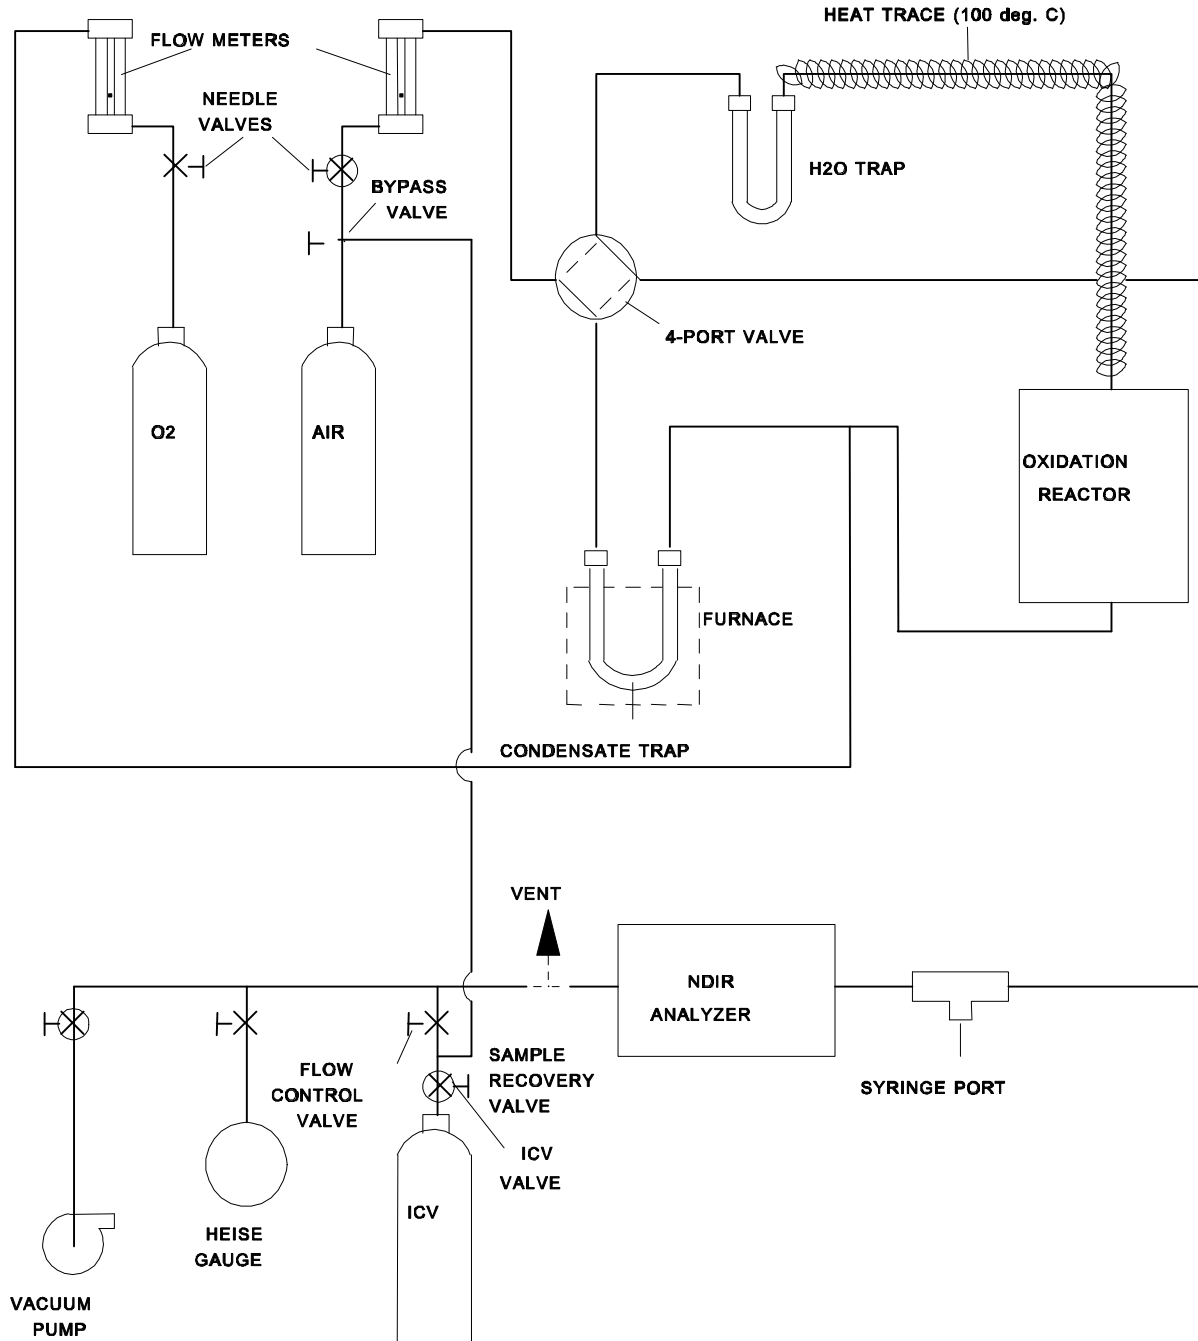 HEAT TRACE (100 deg. C)
FLOW METERS
NEEDLE
VALVES
H2O TRAP
BYPASS
VALVE
4-PORT VALVE
O2
AIR
OXIDATION
REACTOR
FURNACE
CONDENSATE TRAP
VENT
NDIR
ANALYZER
SYRINGE PORT
FLOW
CONTROL
VALVE
SAMPLE
RECOVERY
VALVE
ICV
VALVE
ICV
HEISE
GAUGE
VACUUM
PUMP